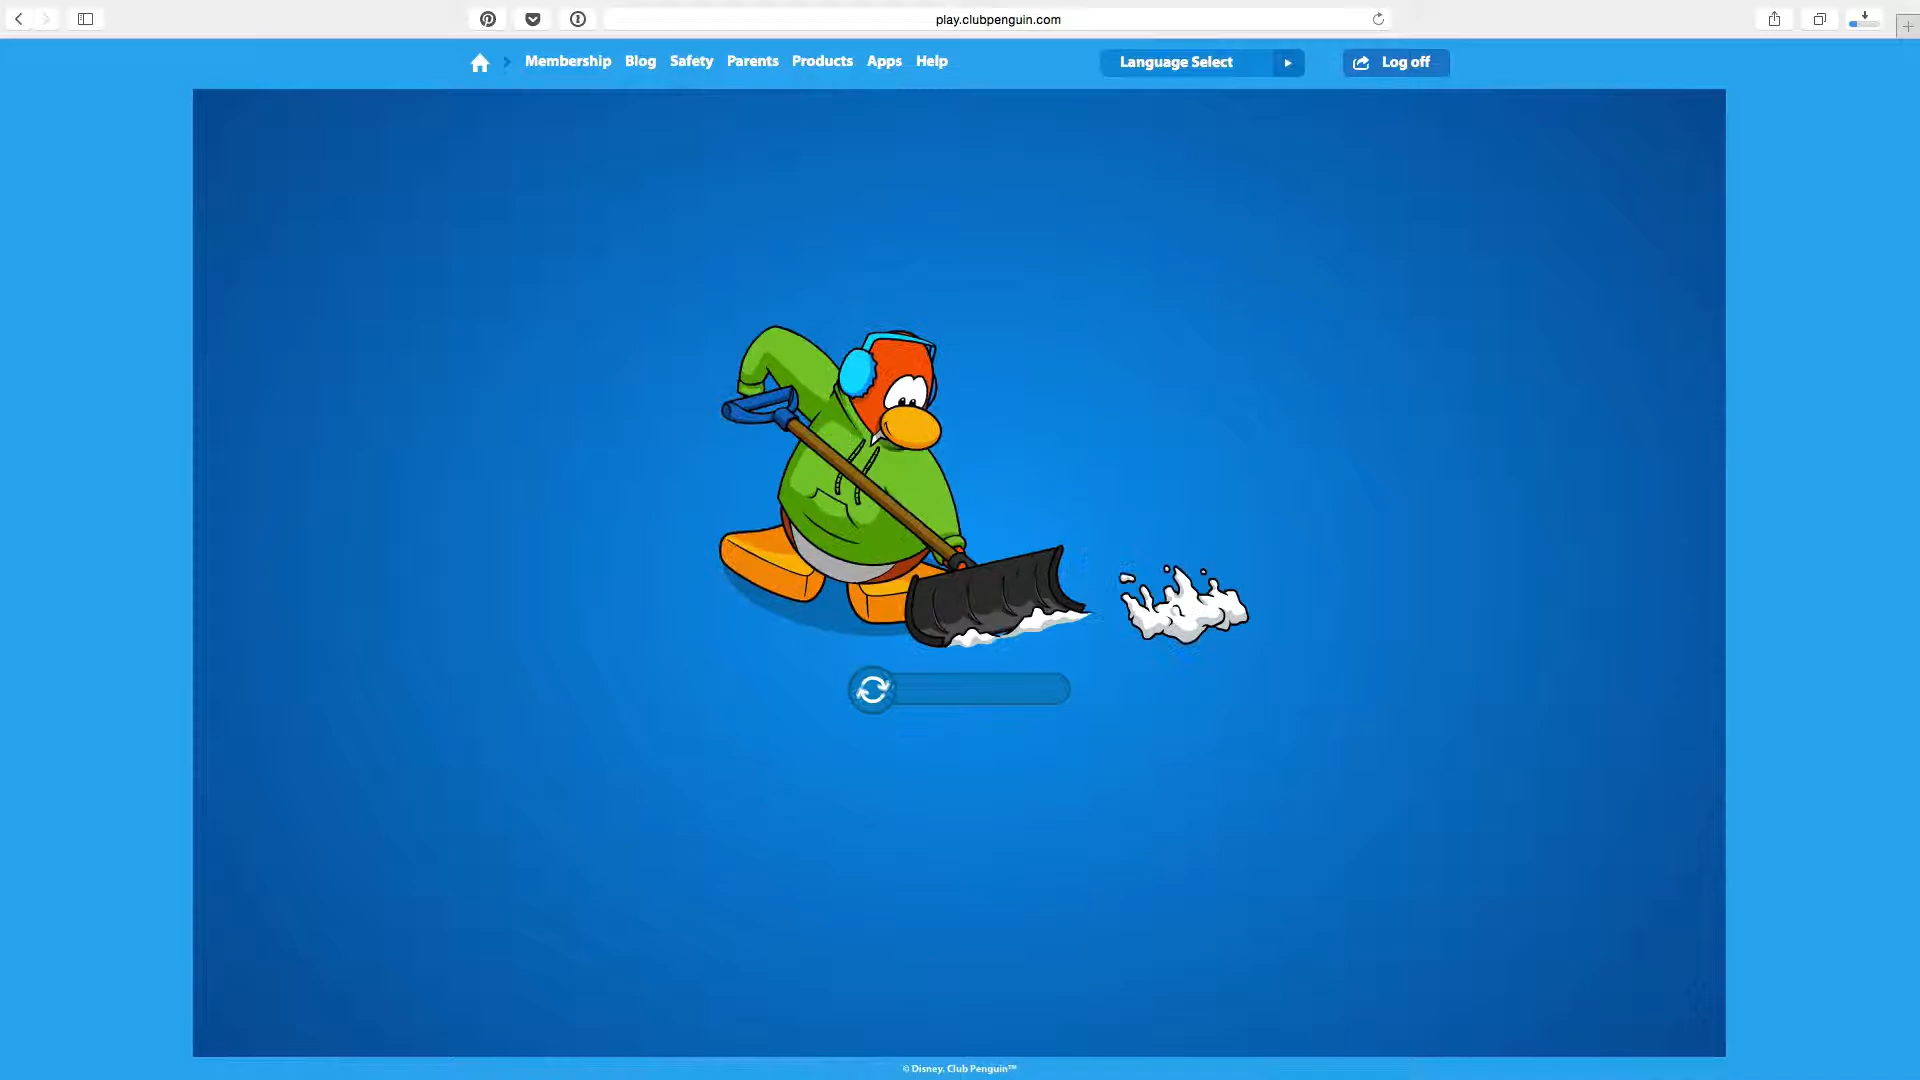 play.clubpenguin.com
Membership Blog Safety Parents Products Apps Help
Language Select
Log off
© Disney. Club Penguin™